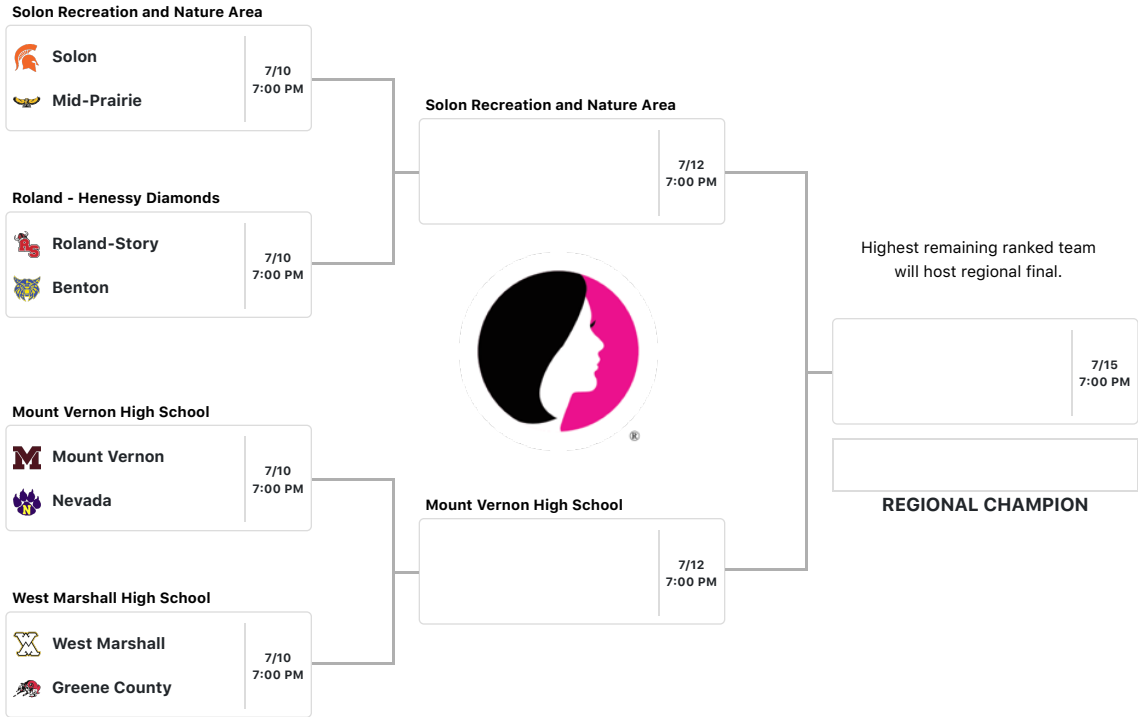 Solon Recreation and Nature Area
Solon
Mid-Prairie
7/10
7:00 PM
Roland - Henessy Diamonds
Roland-Story
Benton
7/10
7:00 PM
Mount Vernon High School
M
Mount Vernon
N
Nevada
7/10
7:00 PM
West Marshall High School
West Marshall
Greene County
7/10
7:00 PM
Solon Recreation and Nature Area
7/12
7:00 PM
®
Mount Vernon High School
7/12
7:00 PM
Highest remaining ranked team
will host regional final.
7/15
7:00 PM
REGIONAL CHAMPION